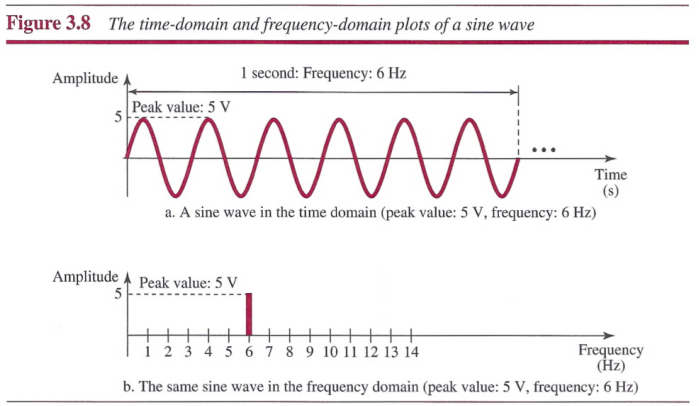 Figure 3.8 The time-domain and frequency-domain plots of a sine wave
Amplitude
1 second: Frequency: 6 Hz
Peak value: 5 V
5
...
Time
(s)
a. A sine wave in the time domain (peak value: 5 V, frequency: 6 Hz)
Amplitude
Peak value: 5 V
5
1 2 3 4 5 6 7 8 9 10 11 12 13 14
Frequency
(Hz)
b. The same sine wave in the frequency domain (peak value: 5 V, frequency: 6 Hz)